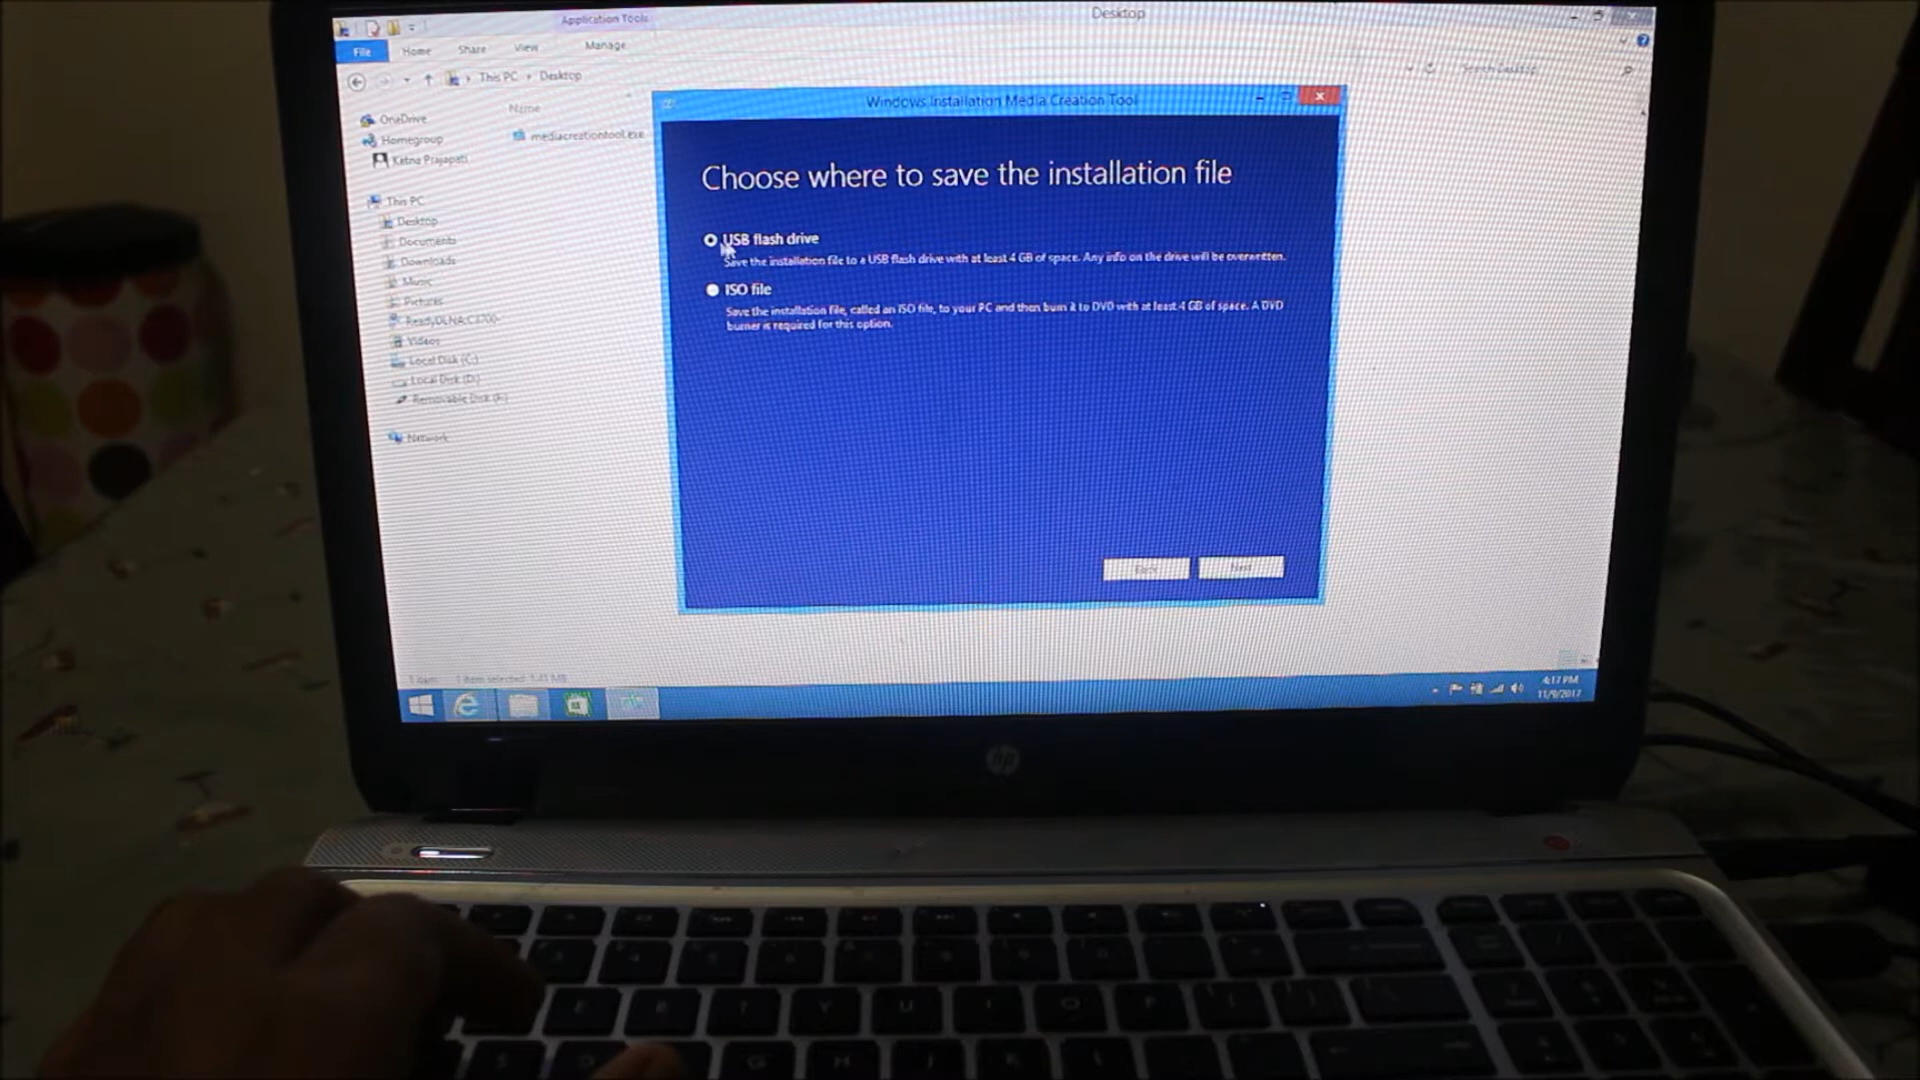 Application Tools
Desktop
File Home Share View Manage
This PC Desktop
Search Desktop
Name
OneDrive
mediacreationtool.exe
Homegroup
Ketna Prajapati
Windows Installation Media Creation Tool
Choose where to save the installation file
USB flash drive
Save the installation file to a USB flash drive with at least 4 GB of space. Any info on the drive will be overwritten.
ISO file
Save the installation file, called an ISO file, to your PC and then burn it to DVD with at least 4 GB of space. A DVD
burner is required for this option.
Back Next
This PC
Desktop
Documents
Downloads
Music
Pictures
ReadyDLNA:C3700-
Videos
Local Disk (C:)
Local Disk (D:)
Removable Disk
Network
1 item 1 item selected 1.41 MB
4:17 PM
11/9/2017
hp
E R T Y U I O P
S D G H J K L